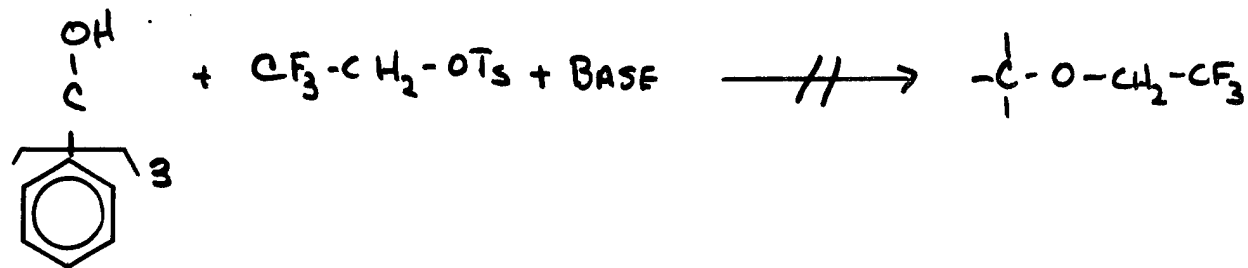 OH
C + CF₃-CH₂-OTs + BASE -C-O-CH₂-CF₃
3